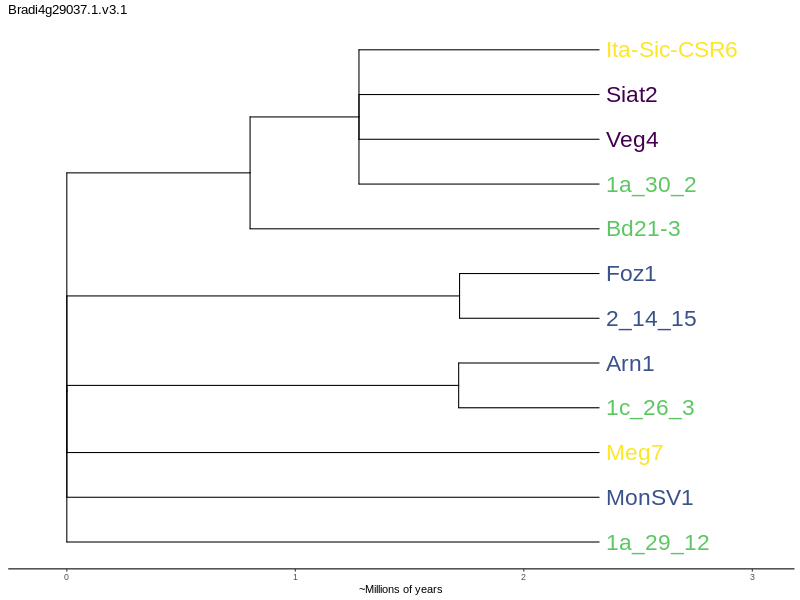 Bradi4g29037.1.v3.1
Ita-Sic-CSR6
Siat2
Veg4
1a_30_2
Bd21-3
Foz1
2_14_15
Arn1
1c_26_3
Meg7
MonSV1
1a_29_12
0 1 2 3
~Millions of years